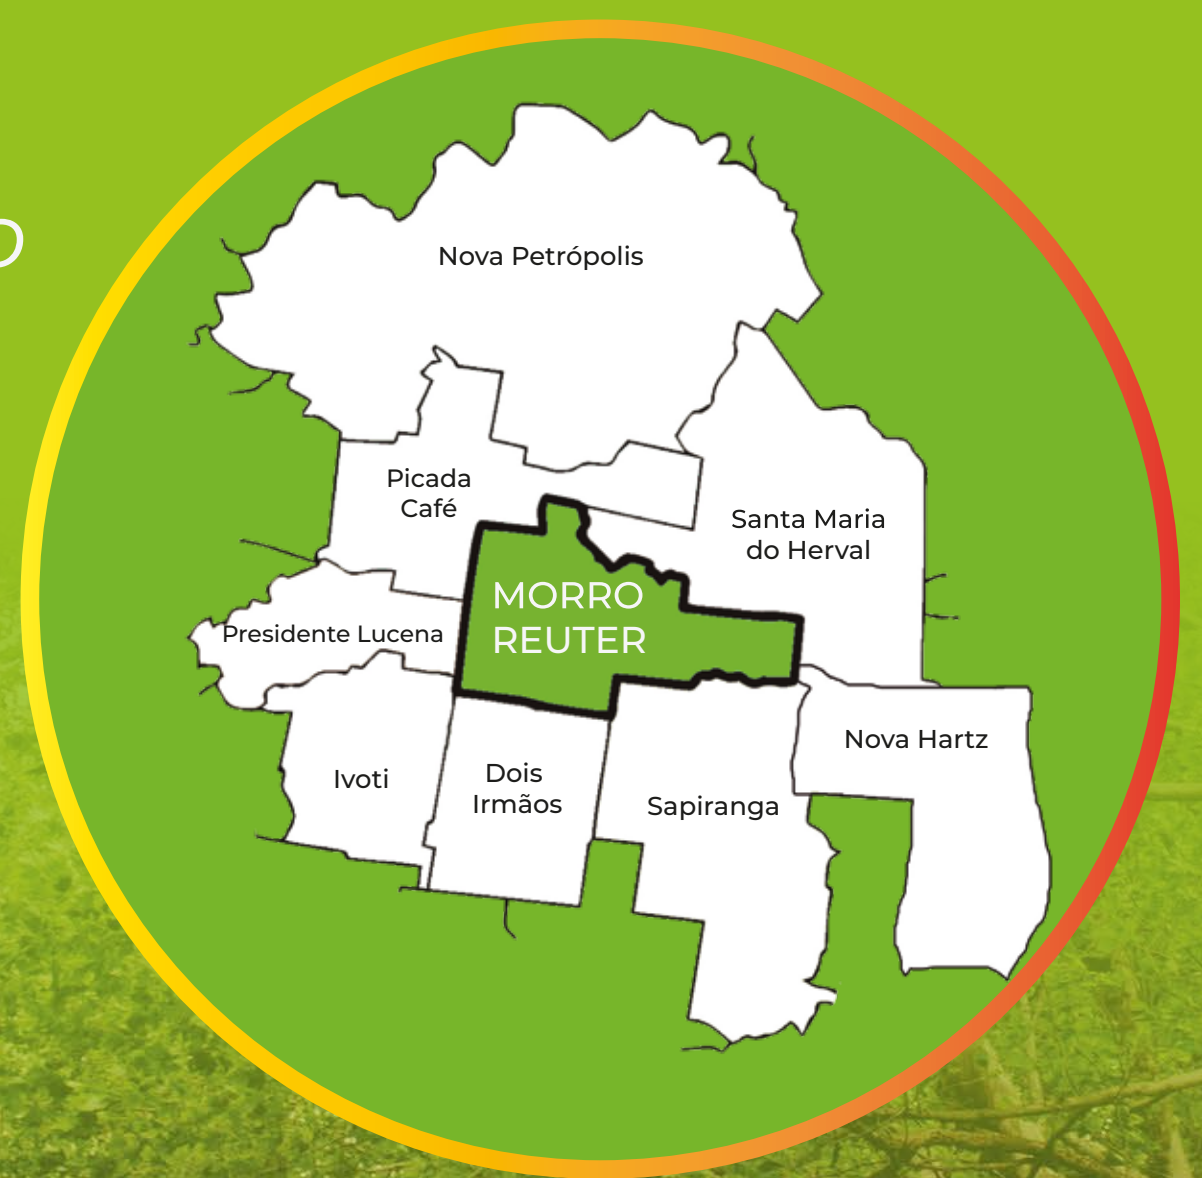 Nova Petrópolis
Picada
Café
Santa Maria
do Herval
MORRO
REUTER
Presidente Lucena
Nova Hartz
Ivoti
Dois
Irmãos
Sapiranga